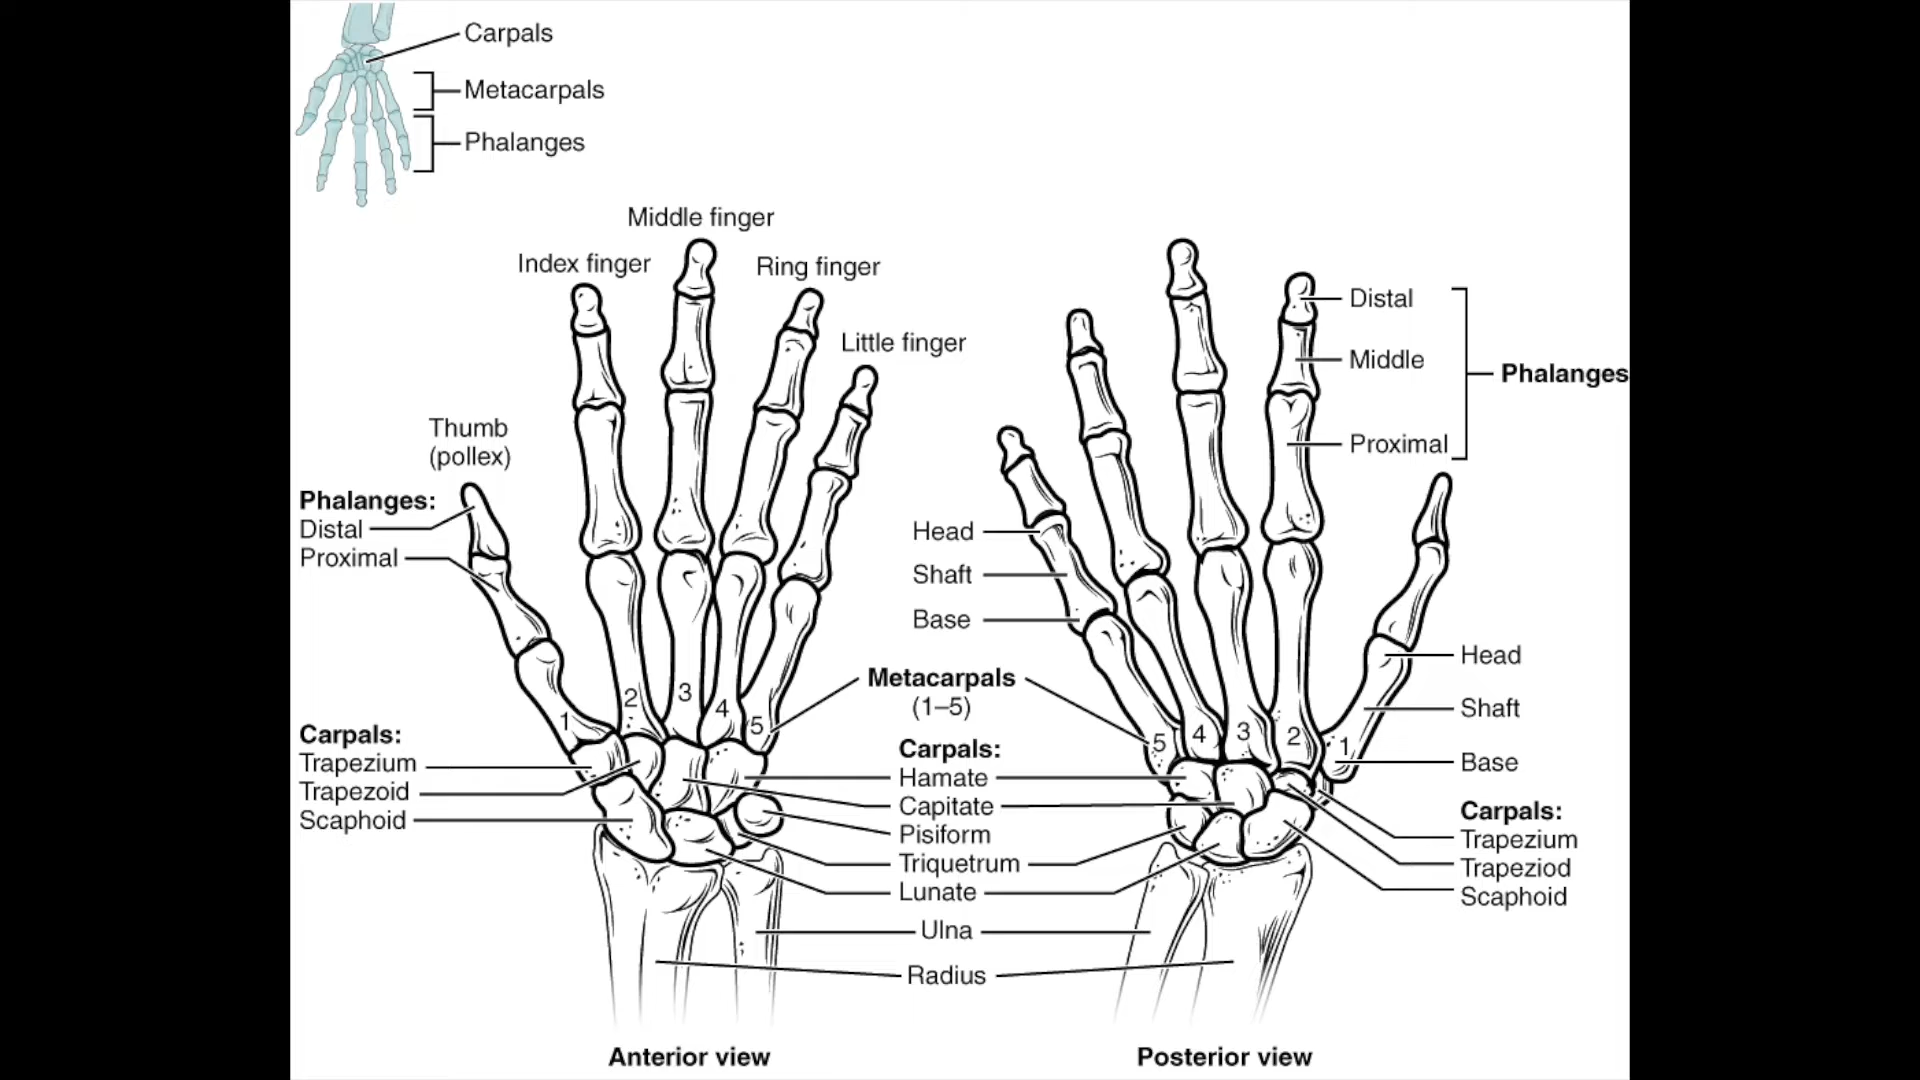 Carpals
Metacarpals
Phalanges
Middle finger
Index finger
Ring finger
Little finger
Thumb
(pollex)
Phalanges:
Distal
Proximal
Carpals:
Trapezium
Trapezoid
Scaphoid
1
2
3
4
5
Distal
Middle
Proximal
Phalanges
Head
Shaft
Base
Metacarpals
(1–5)
Carpals:
Hamate
Capitate
Pisiform
Triquetrum
Lunate
Ulna
Radius
5
4
3
2
1
Head
Shaft
Base
Carpals:
Trapezium
Trapeziod
Scaphoid
Anterior view
Posterior view